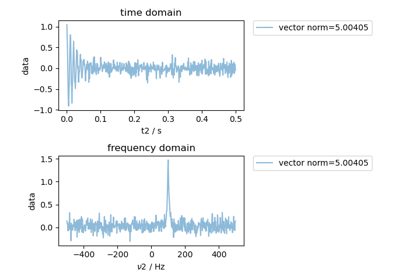 time domain
vector norm=5.00405
1.0
0.5
0.0
−0.5
−1.0
data
0.0 0.1 0.2 0.3 0.4 0.5
t2 / s
frequency domain
vector norm=5.00405
1.5
1.0
0.5
0.0
data
−400 −200 0 200 400
ν2 / Hz